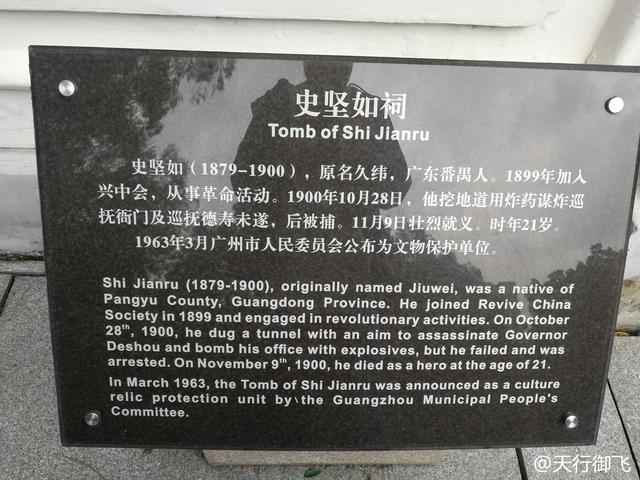 史坚如祠
Tomb of Shi Jianru
史坚如（1879-1900），原名久纬，广东番禺人。1899年加入
兴中会，从事革命活动。1900年10月28日，他挖地道用炸药谋炸巡
抚衙门及巡抚德寿未遂，后被捕。11月9日壮烈就义。时年21岁。
1963年3月广州市人民委员会公布为文物保护单位。
Shi Jianru (1879-1900), originally named Jiuwei, was a native of
Pangyu County, Guangdong Province. He joined Revive China
Society in 1899 and engaged in revolutionary activities. On October
28th, 1900, he dug a tunnel with an aim to assassinate Governor
Deshou and bomb his office with explosives, but he failed and was
arrested. On November 9th, 1900, he died as a hero at the age of 21.
In March 1963, the Tomb of Shi Jianru was announced as a culture
relic protection unit by\the Guangzhou Municipal People's
Committee.
@天行御飞